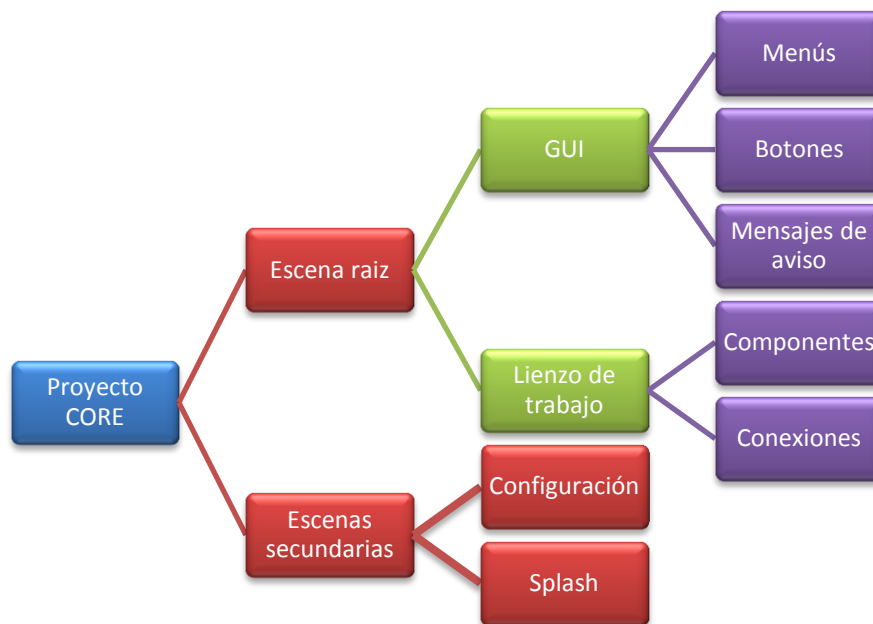 Proyecto
CORE
Escena raiz
GUI
Menús
Botones
Mensajes de
aviso
Lienzo de
trabajo
Componentes
Conexiones
Escenas
secundarias
Configuración
Splash